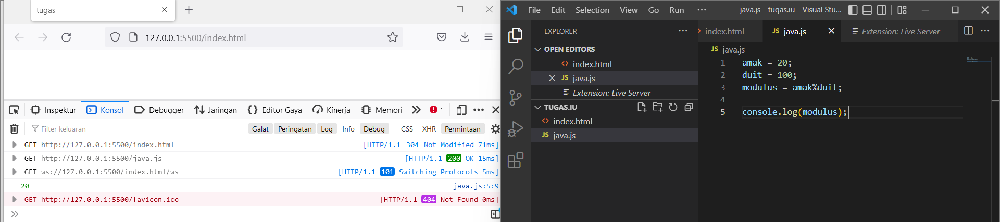 tugas
127.0.0.1:5500/index.html
Inspektur Konsol Debugger Jaringan Editor Gaya Kinerja Memori 1
Filter keluaran Galat Peringatan Log Info Debug CSS XHR Permintaan
GET http://127.0.0.1:5500/index.html [HTTP/1.1 304 Not Modified 71ms]
GET http://127.0.0.1:5500/java.js [HTTP/1.1 200 OK 15ms]
GET ws://127.0.0.1:5500/index.html/ws [HTTP/1.1 101 Switching Protocols 5ms]
20 java.js:5:9
GET http://127.0.0.1:5500/favicon.ico [HTTP/1.1 404 Not Found 0ms]
File Edit Selection View Go Run ··· java.js - tugas.iu - Visual Stu...
EXPLORER
OPEN EDITORS
index.html
JS java.js
Extension: Live Server
TUGAS.IU
index.html
JS java.js
index.html JS java.js Extension: Live Server
JS java.js
1 amak = 20;
2 duit = 100;
3 modulus = amak%duit;
4
5 console.log(modulus);